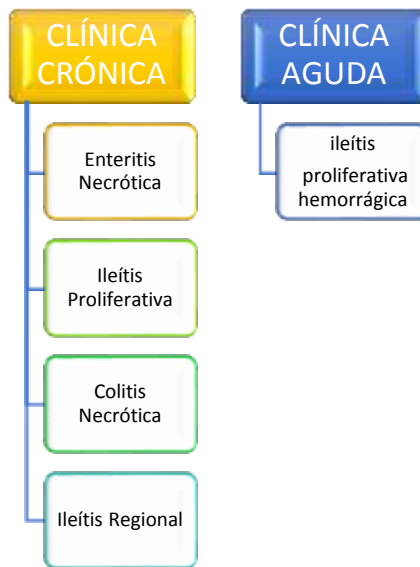 CLÍNICA
CRÓNICA
Enteritis
Necrótica
Ileítis
Proliferativa
Colitis
Necrótica
Ileítis Regional
CLÍNICA
AGUDA
ileítis
proliferativa
hemorrágica